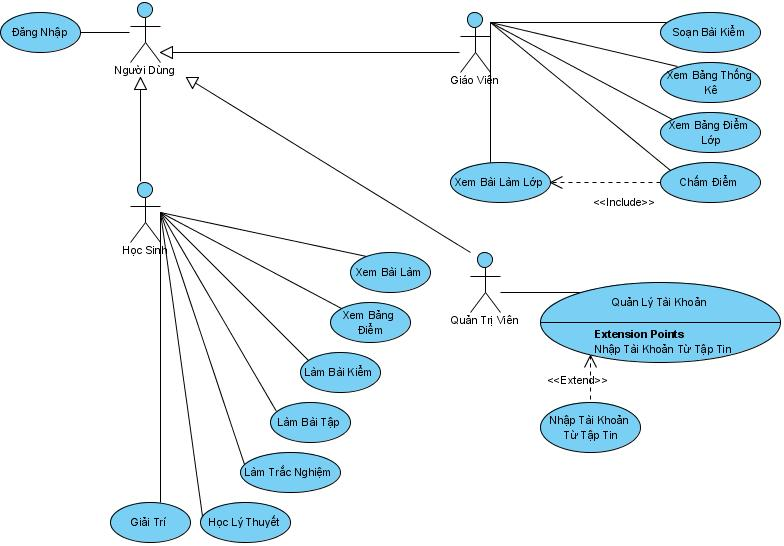 Đăng Nhập
Người Dùng
Giáo Viên
Soạn Bài Kiểm
Xem Bảng Thống
Kê
Xem Bảng Điểm
Lớp
Chấm Điểm
Xem Bài Làm Lớp
<<Include>>
Học Sinh
Xem Bài Làm
Xem Bảng
Điểm
Làm Bài Kiểm
Làm Bài Tập
Làm Trắc Nghiệm
Học Lý Thuyết
Giải Trí
Quản Trị Viên
Quản Lý Tài Khoản
Extension Points
Nhập Tài Khoản Từ Tập Tin
<<Extend>>
Nhập Tài Khoản
Từ Tập Tin